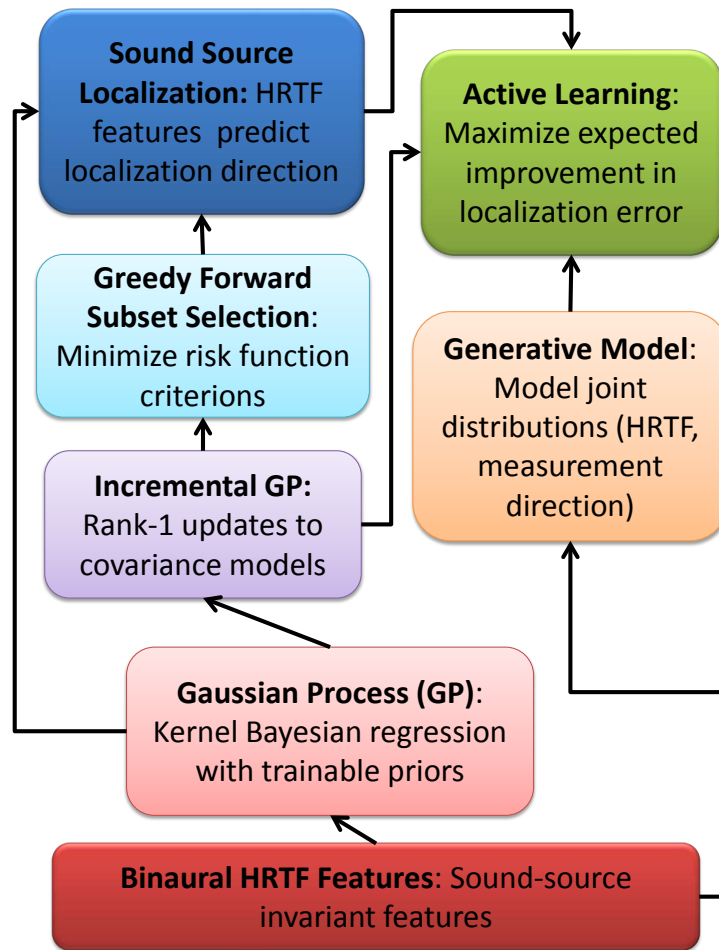 Sound Source
Localization: HRTF
features predict
localization direction
Active Learning:
Maximize expected
improvement in
localization error
Greedy Forward
Subset Selection:
Minimize risk function
criterions
Generative Model:
Model joint
distributions (HRTF,
measurement
direction)
Incremental GP:
Rank-1 updates to
covariance models
Gaussian Process (GP):
Kernel Bayesian regression
with trainable priors
Binaural HRTF Features: Sound-source
invariant features